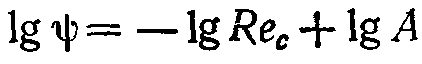 lg ψ = — lg Re_c + lg A